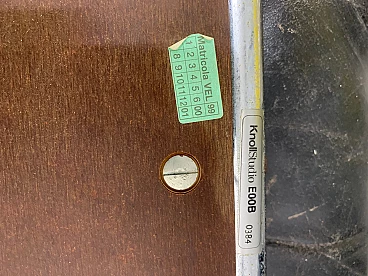 Matricola VEL 99
1 2 3 4 5 6 00
8 9 10 11 12 01
KnollStudio E00B 0384